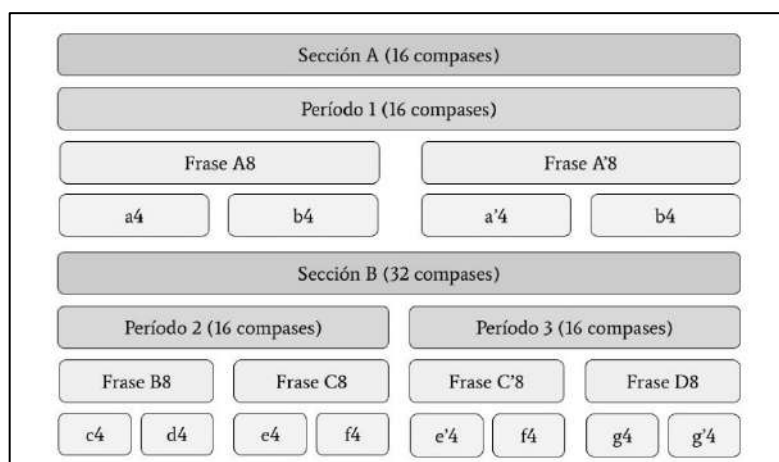 Sección A (16 compases)
Período 1 (16 compases)
Frase A8 Frase A’8
a4 b4 a’4 b4
Sección B (32 compases)
Período 2 (16 compases) Período 3 (16 compases)
Frase B8 Frase C8 Frase C’8 Frase D8
c4 d4 e4 f4 e’4 f4 g4 g’4